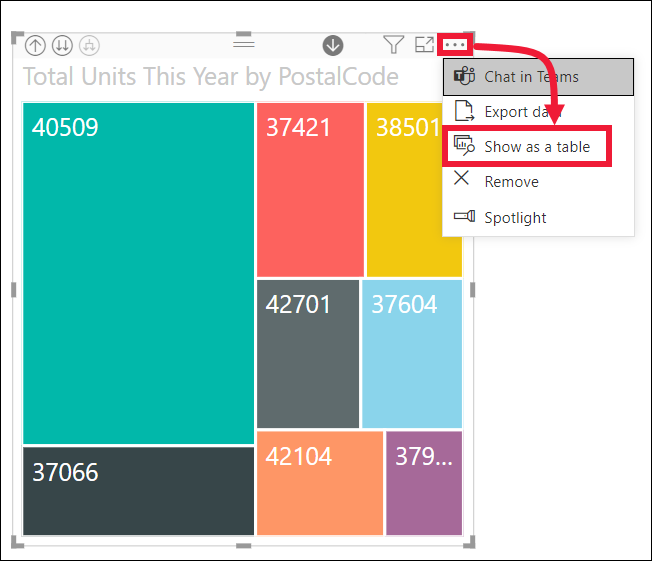 Total Units This Year by PostalCode
Chat in Teams
Export data
Show as a table
Remove
Spotlight
40509
37421
38501
42701
37604
37066
42104
379...